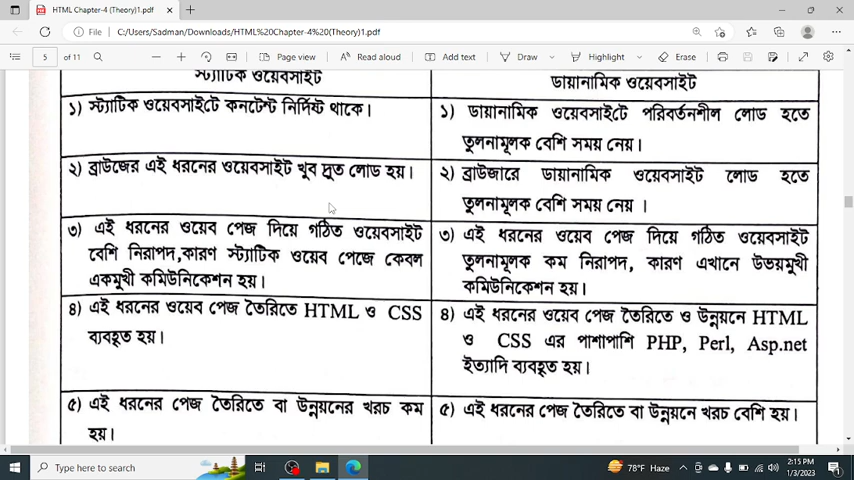 HTML Chapter-4 (Theory)1.pdf
File
C:/Users/Sadman/Downloads/HTML%20Chapter-4%20(Theory)1.pdf
5 of 11
Page view
Read aloud
Add text
Draw
Highlight
Erase
স্ট্যাটিক ওয়েবসাইট
ডায়ানামিক ওয়েবসাইট
১) স্ট্যাটিক ওয়েবসাইটে কনটেন্ট নির্দিষ্ট থাকে।
১) ডায়ানামিক ওয়েবসাইটে পরিবর্তনশীল লোড হতে
তুলনামূলক বেশি সময় নেয়।
২) ব্রাউজের এই ধরনের ওয়েবসাইট খুব দ্রুত লোড হয়।
২) ব্রাউজারে ডায়ানামিক ওয়েবসাইট লোড হতে
তুলনামূলক বেশি সময় নেয় ।
৩) এই ধরনের ওয়েব পেজ দিয়ে গঠিত ওয়েবসাইট
বেশি নিরাপদ,কারণ স্ট্যাটিক ওয়েব পেজে কেবল
একমুখী কমিউনিকেশন হয়।
৩) এই ধরনের ওয়েব পেজ দিয়ে গঠিত ওয়েবসাইট
তুলনামূলক কম নিরাপদ, কারণ এখানে উভয়মুখী
কমিউনিকেশন হয়।
৪) এই ধরনের ওয়েব পেজ তৈরিতে HTML ও CSS
ব্যবহৃত হয়।
৪) এই ধরনের ওয়েব পেজ তৈরিতে ও উন্নয়নে HTML
ও CSS এর পাশাপাশি PHP, Perl, Asp.net
ইত্যাদি ব্যবহৃত হয়।
৫) এই ধরনের পেজ তৈরিতে বা উন্নয়নের খরচ কম
হয়।
৫) এই ধরনের পেজ তৈরিতে বা উন্নয়নে খরচ বেশি হয়।
Type here to search
78°F Haze
2:15 PM
1/3/2023